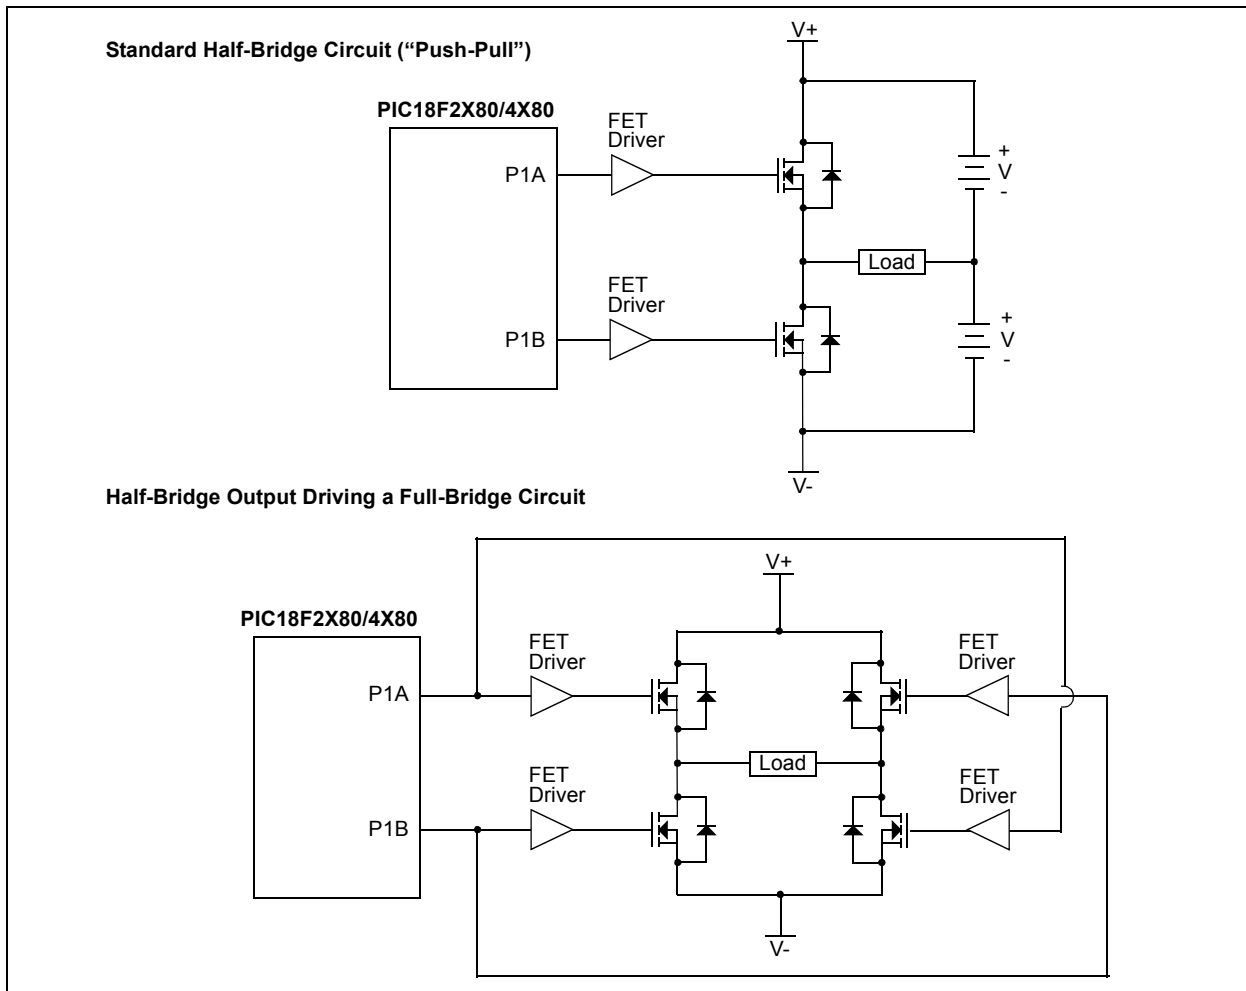 Standard Half-Bridge Circuit (“Push-Pull”)
V+
PIC18F2X80/4X80
FET
Driver
P1A
+
V
-
Load
FET
Driver
P1B
+
V
-
V-
Half-Bridge Output Driving a Full-Bridge Circuit
V+
PIC18F2X80/4X80
FET
Driver
FET
Driver
P1A
Load
FET
Driver
FET
Driver
P1B
V-